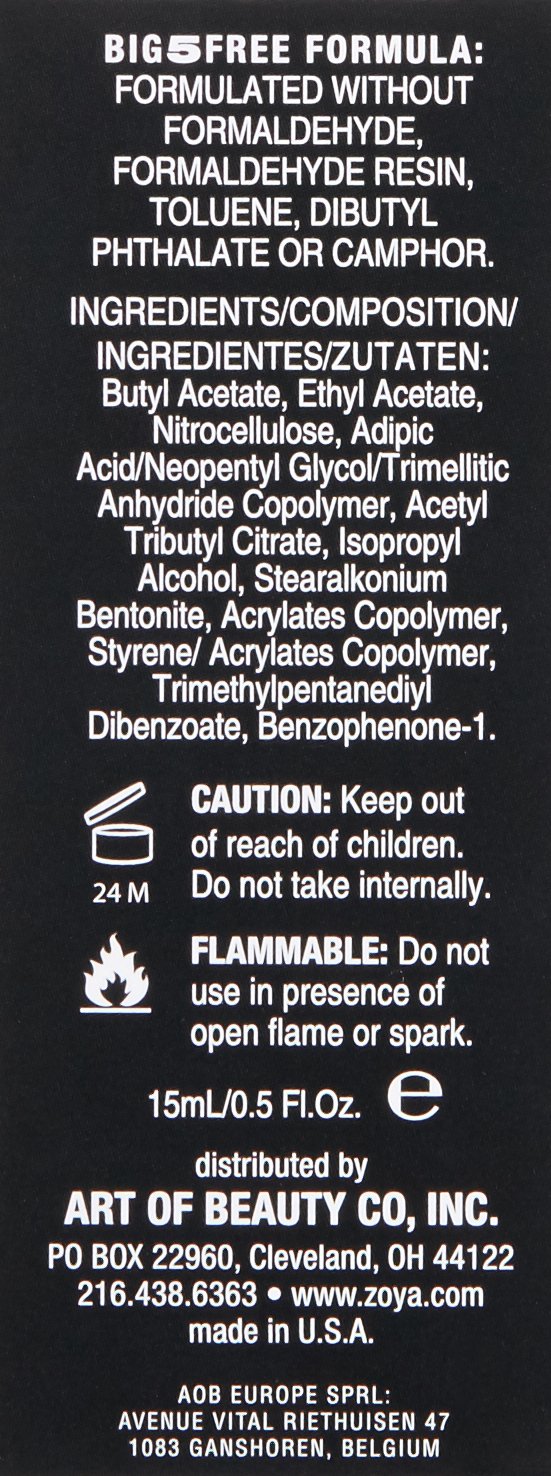 BIG5FREE FORMULA:
FORMULATED WITHOUT
FORMALDEHYDE,
FORMALDEHYDE RESIN,
TOLUENE, DIBUTYL
PHTHALATE OR CAMPHOR.
INGREDIENTS/COMPOSITION/
INGREDIENTES/ZUTATEN:
Butyl Acetate, Ethyl Acetate,
Nitrocellulose, Adipic
Acid/Neopentyl Glycol/Trimellitic
Anhydride Copolymer, Acetyl
Tributyl Citrate, Isopropyl
Alcohol, Stearalkonium
Bentonite, Acrylates Copolymer,
Styrene/ Acrylates Copolymer,
Trimethylpentanediyl
Dibenzoate, Benzophenone-1.
CAUTION: Keep out
of reach of children.
Do not take internally.
24 M
FLAMMABLE: Do not
use in presence of
open flame or spark.
15mL/0.5 Fl.Oz. e
distributed by
ART OF BEAUTY CO, INC.
PO BOX 22960, Cleveland, OH 44122
216.438.6363 • www.zoya.com
made in U.S.A.
AOB EUROPE SPRL:
AVENUE VITAL RIETHUISEN 47
1083 GANSHOREN, BELGIUM